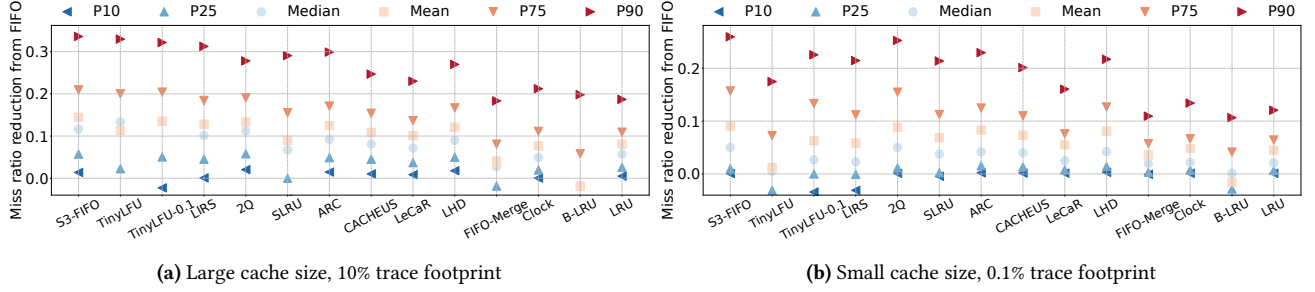 P10 P25 Median Mean P75 P90
Miss ratio reduction from FIFO
0.3
0.2
0.1
0.0
S3-FIFO TinyLFU TinyLFU-0.1 LIRS 2Q SLRU ARC CACHEUS LeCaR LHD FIFO-Merge Clock B-LRU LRU
(a) Large cache size, 10% trace footprint
P10 P25 Median Mean P75 P90
Miss ratio reduction from FIFO
0.2
0.1
0.0
S3-FIFO TinyLFU TinyLFU-0.1 LIRS 2Q SLRU ARC CACHEUS LeCaR LHD FIFO-Merge Clock B-LRU LRU
(b) Small cache size, 0.1% trace footprint